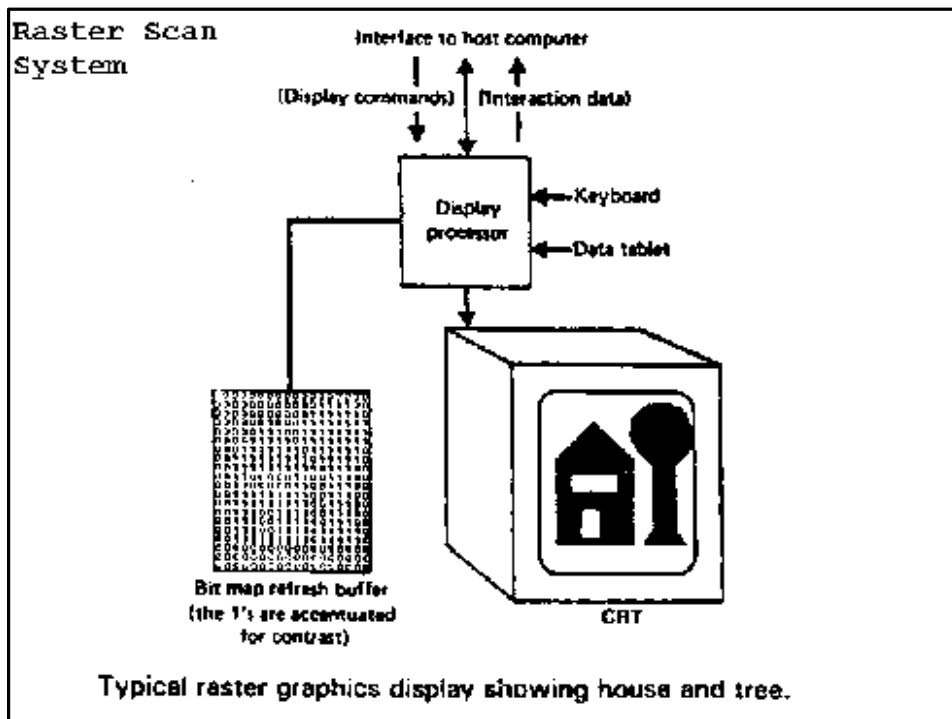 Raster Scan
System
Interface to host computer
(Display commands)
(Interaction data)
Display
processor
Keyboard
Data tablet
Bit map refresh buffer
(the 1's are accentuated
for contrast)
CRT
Typical raster graphics display showing house and tree.